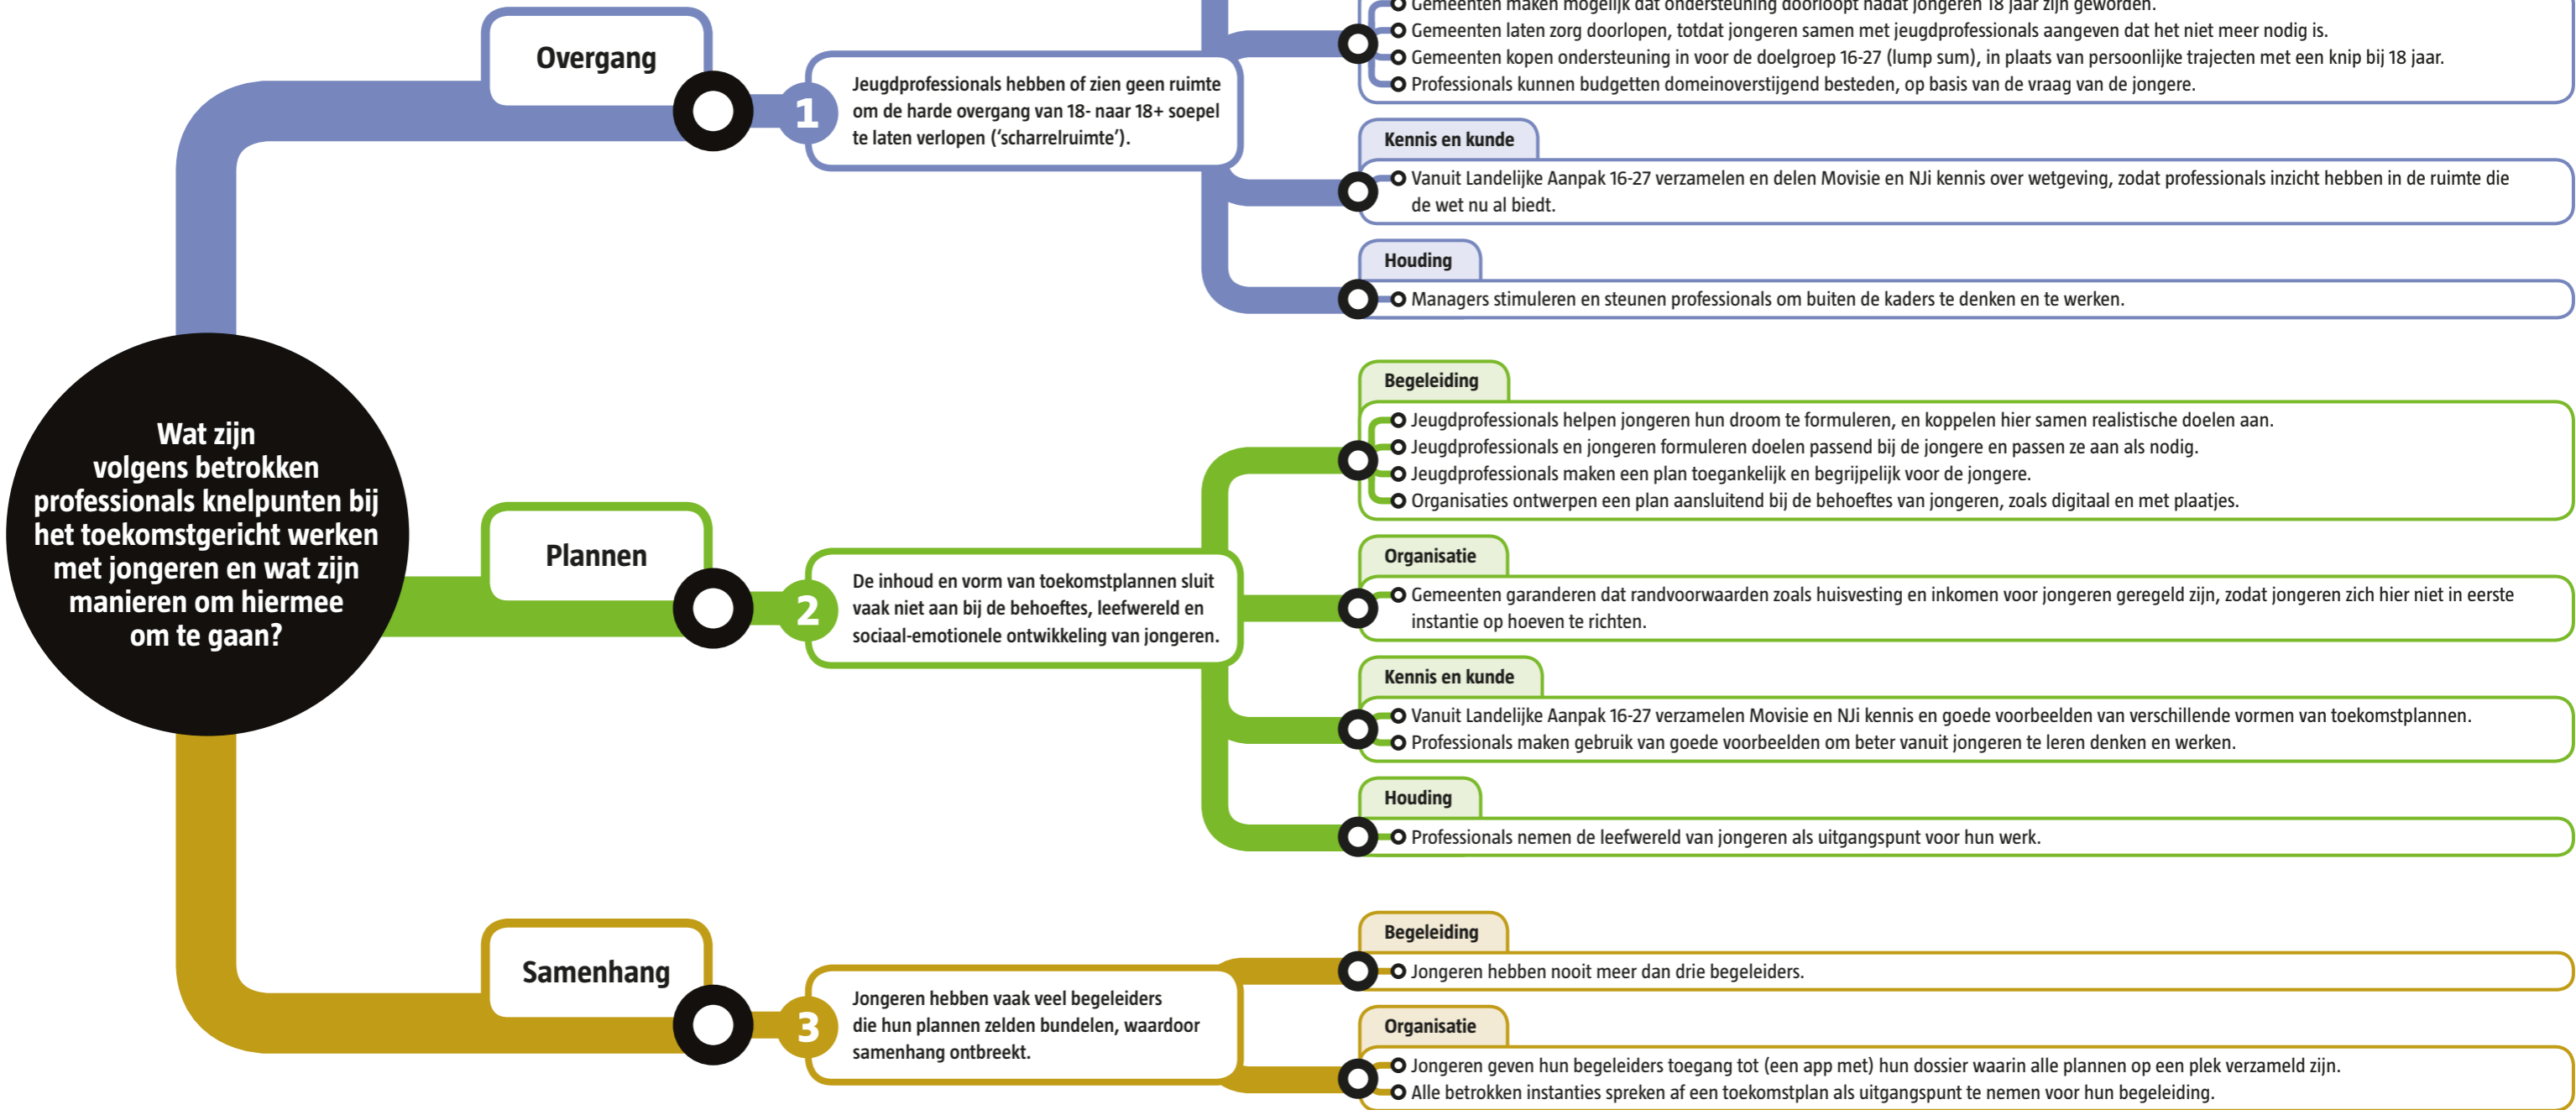 Wat zijn
volgens betrokken
professionals knelpunten bij
het toekomstgericht werken
met jongeren en wat zijn
manieren om hiermee
om te gaan?
Overgang
1
Jeugdprofessionals hebben of zien geen ruimte
om de harde overgang van 18- naar 18+ soepel
te laten verlopen (‘scharrelruimte’).
Gemeenten maken mogelijk dat ondersteuning doorloopt nadat jongeren 18 jaar zijn geworden.
Gemeenten laten zorg doorlopen, totdat jongeren samen met jeugdprofessionals aangeven dat het niet meer nodig is.
Gemeenten kopen ondersteuning in voor de doelgroep 16-27 (lump sum), in plaats van persoonlijke trajecten met een knip bij 18 jaar.
Professionals kunnen budgetten domeinoverstijgend besteden, op basis van de vraag van de jongere.
Kennis en kunde
Vanuit Landelijke Aanpak 16-27 verzamelen en delen Movisie en NJi kennis over wetgeving, zodat professionals inzicht hebben in de ruimte die
de wet nu al biedt.
Houding
Managers stimuleren en steunen professionals om buiten de kaders te denken en te werken.
Plannen
2
De inhoud en vorm van toekomstplannen sluit
vaak niet aan bij de behoeftes, leefwereld en
sociaal-emotionele ontwikkeling van jongeren.
Begeleiding
Jeugdprofessionals helpen jongeren hun droom te formuleren, en koppelen hier samen realistische doelen aan.
Jeugdprofessionals en jongeren formuleren doelen passend bij de jongere en passen ze aan als nodig.
Jeugdprofessionals maken een plan toegankelijk en begrijpelijk voor de jongere.
Organisaties ontwerpen een plan aansluitend bij de behoeftes van jongeren, zoals digitaal en met plaatjes.
Organisatie
Gemeenten garanderen dat randvoorwaarden zoals huisvesting en inkomen voor jongeren geregeld zijn, zodat jongeren zich hier niet in eerste
instantie op hoeven te richten.
Kennis en kunde
Vanuit Landelijke Aanpak 16-27 verzamelen Movisie en NJi kennis en goede voorbeelden van verschillende vormen van toekomstplannen.
Professionals maken gebruik van goede voorbeelden om beter vanuit jongeren te leren denken en werken.
Houding
Professionals nemen de leefwereld van jongeren als uitgangspunt voor hun werk.
Samenhang
3
Jongeren hebben vaak veel begeleiders
die hun plannen zelden bundelen, waardoor
samenhang ontbreekt.
Begeleiding
Jongeren hebben nooit meer dan drie begeleiders.
Organisatie
Jongeren geven hun begeleiders toegang tot (een app met) hun dossier waarin alle plannen op een plek verzameld zijn.
Alle betrokken instanties spreken af een toekomstplan als uitgangspunt te nemen voor hun begeleiding.